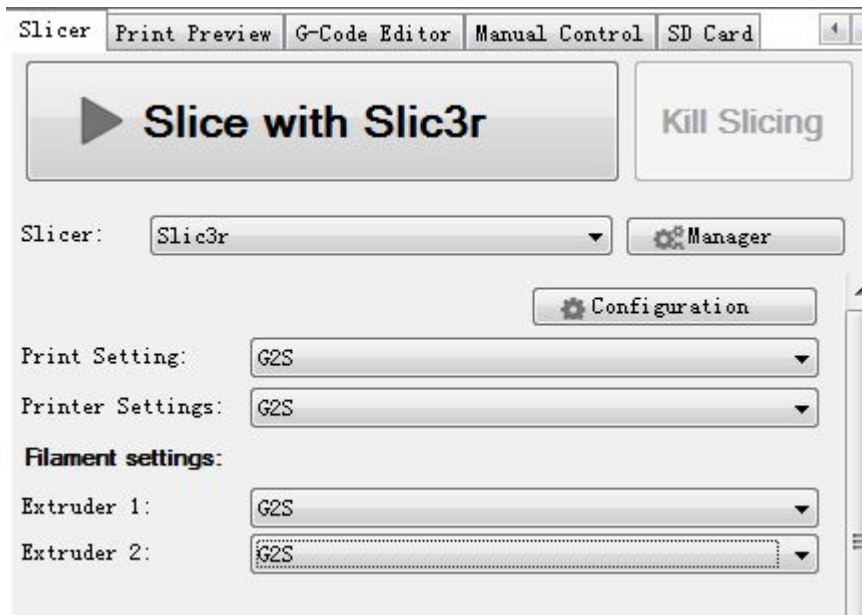 Slicer Print Preview G-Code Editor Manual Control SD Card
Slice with Slic3r Kill Slicing
Slicer: Slic3r Manager
Configuration
Print Setting: G2S
Printer Settings: G2S
Filament settings:
Extruder 1: G2S
Extruder 2: G2S